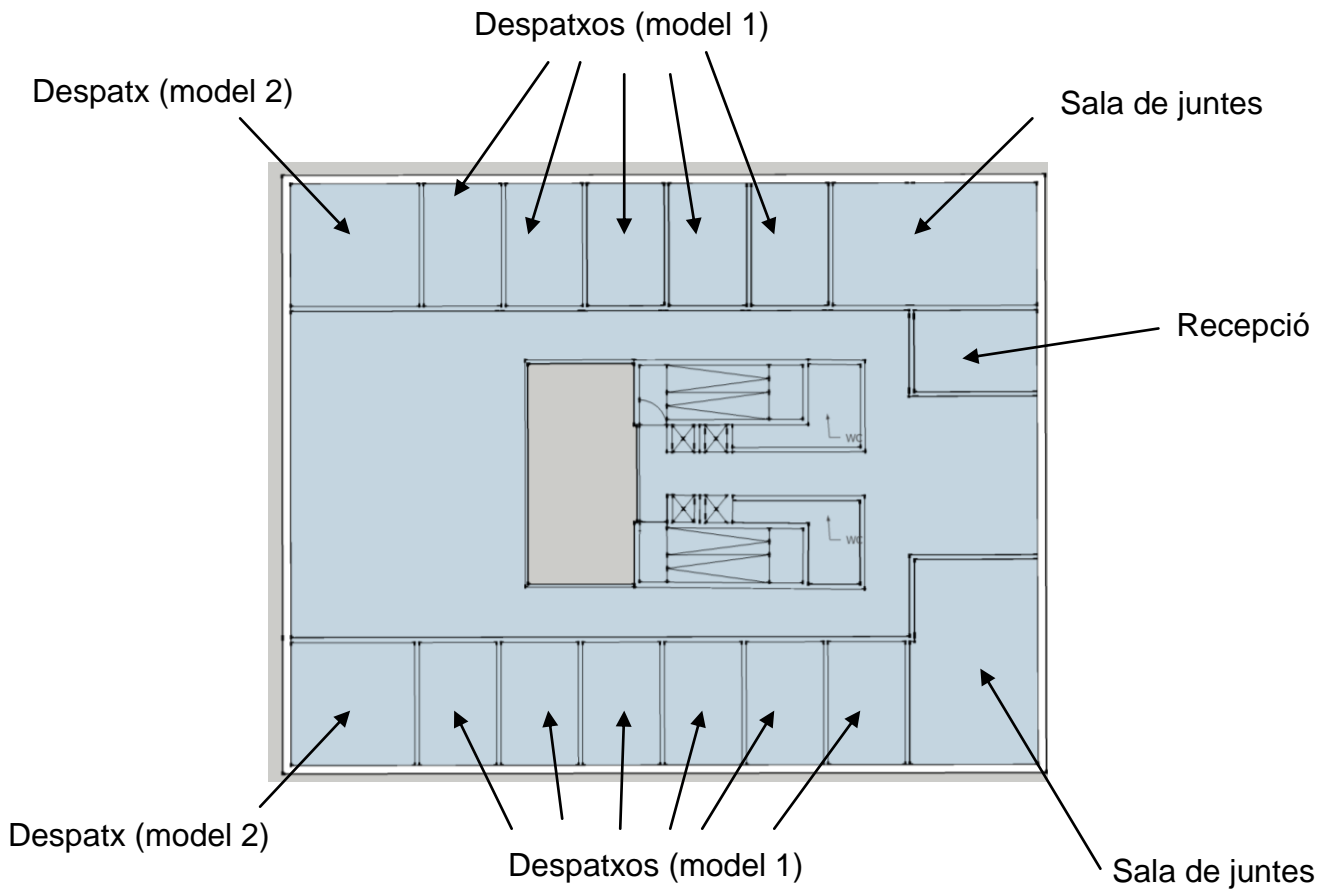 Despatxos (model 1)
Despatx (model 2)
Sala de juntes
Recepció
WC
WC
Despatx (model 2)
Despatxos (model 1)
Sala de juntes